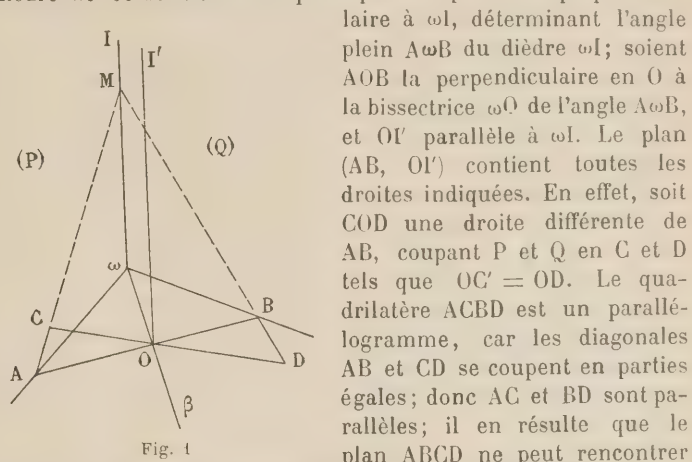 laire à ωI, déterminant l'angle
plein AωB du dièdre ωI; soient
AOB la perpendiculaire en O à
la bissectrice ωO de l'angle AωB,
et OI' parallèle à ωI. Le plan
(AB, OI') contient toutes les
droites indiquées. En effet, soit
COD une droite différente de
AB, coupant P et Q en C et D
tels que OC' = OD. Le qua-
drilatère ACBD est un parallé-
logramme, car les diagonales
AB et CD se coupent en parties
égales; donc AC et BD sont pa-
rallèles; il en résulte que le
plan ABCD ne peut rencontrer
I
I'
M
(P)
(Q)
ω
B
C
A
O
D
β
Fig. 1